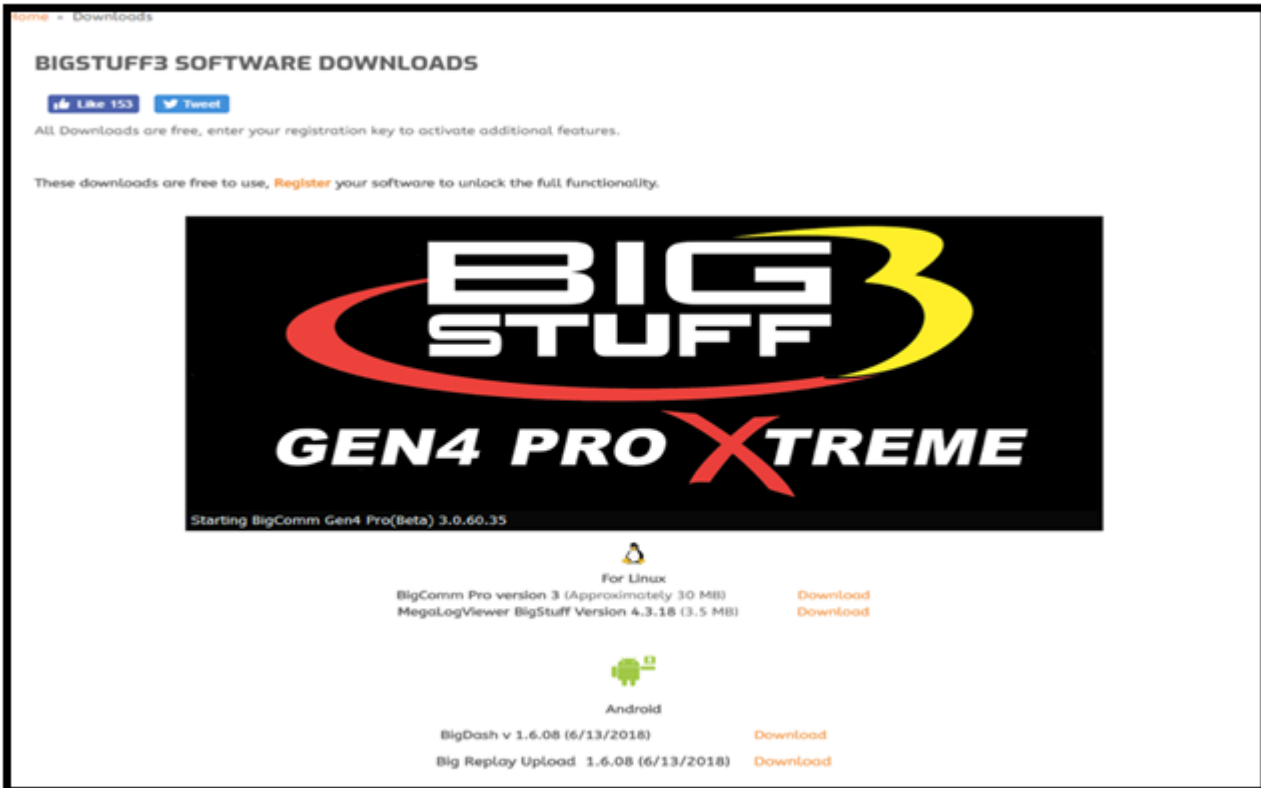 Home » Downloads
BIGSTUFF3 SOFTWARE DOWNLOADS
Like 153 Tweet
All Downloads are free, enter your registration key to activate additional features.
These downloads are free to use, Register your software to unlock the full functionality.
BIG
STUFF 3
GEN4 PRO XTREME
Starting BigComm Gen4 Pro(Beta) 3.0.60.35
For Linux
BigComm Pro version 3 (Approximately 30 MB) Download
MegaLogViewer BigStuff Version 4.3.18 (3.5 MB) Download
Android
BigDash v 1.6.08 (6/13/2018) Download
Big Replay Upload 1.6.08 (6/13/2018) Download